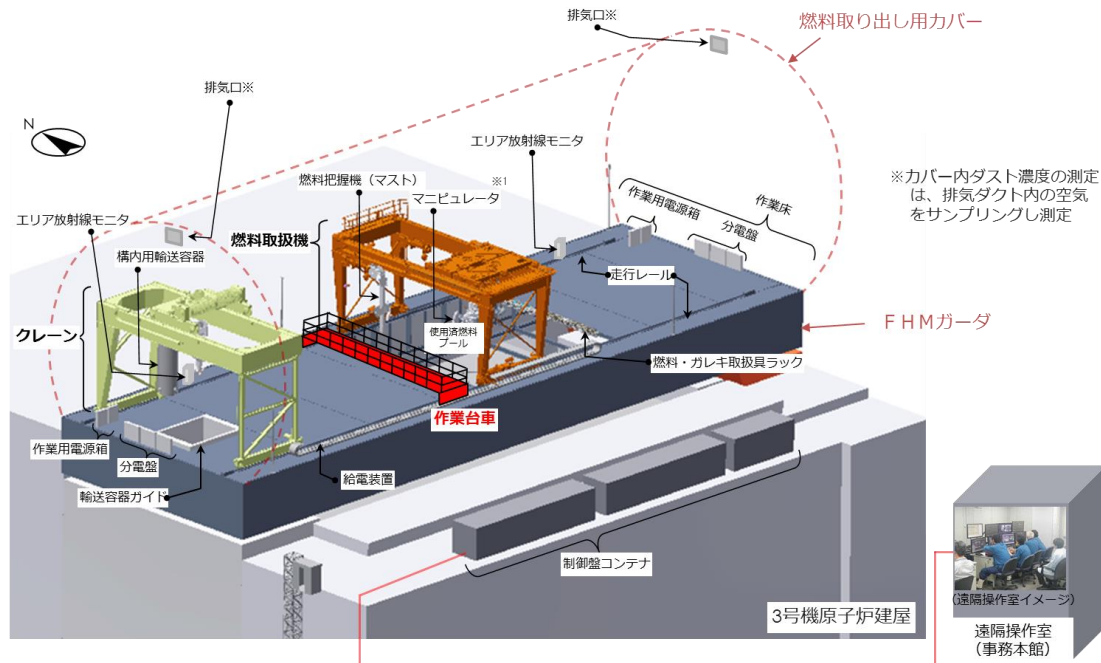 排気口※
燃料取り出し用カバー
排気口※
N
エリア放射線モニタ
※1
燃料把握機（マスト）
マニピュレータ
※カバー内ダスト濃度の測定
は、排気ダクト内の空気
をサンプリングし測定
作業床
作業用電源箱
分電盤
エリア放射線モニタ
構内用輸送容器
燃料取扱機
走行レール
クレーン
使用済燃料
プール
ＦＨＭガーダ
燃料・ガレキ取扱具ラック
作業台車
作業用電源箱
分電盤
給電装置
輸送容器ガイド
制御盤コンテナ
(遠隔操作室イメージ)
3号機原子炉建屋
遠隔操作室
（事務本館）